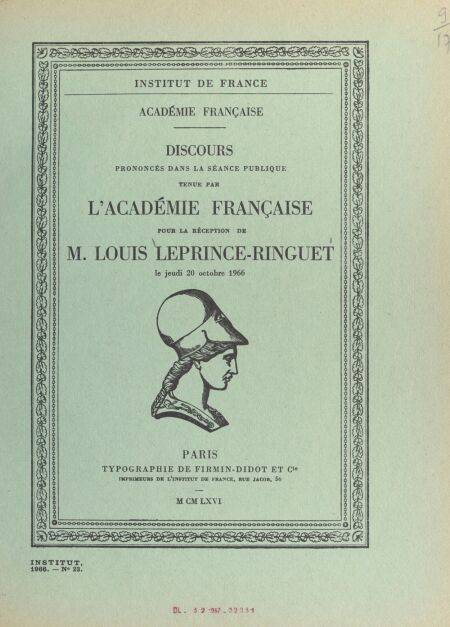 INSTITUT DE FRANCE
ACADÉMIE FRANÇAISE
DISCOURS
PRONONCÉS DANS LA SÉANCE PUBLIQUE
TENUE PAR
L'ACADÉMIE FRANÇAISE
POUR LA RÉCEPTION DE
M. LOUIS LEPRINCE-RINGUET
le jeudi 20 octobre 1966
PARIS
TYPOGRAPHIE DE FIRMIN-DIDOT ET Cie
IMPRIMEURS DE L'INSTITUT DE FRANCE, RUE JACOB, 56
M CM LXVI
INSTITUT,
1966. — N° 23.